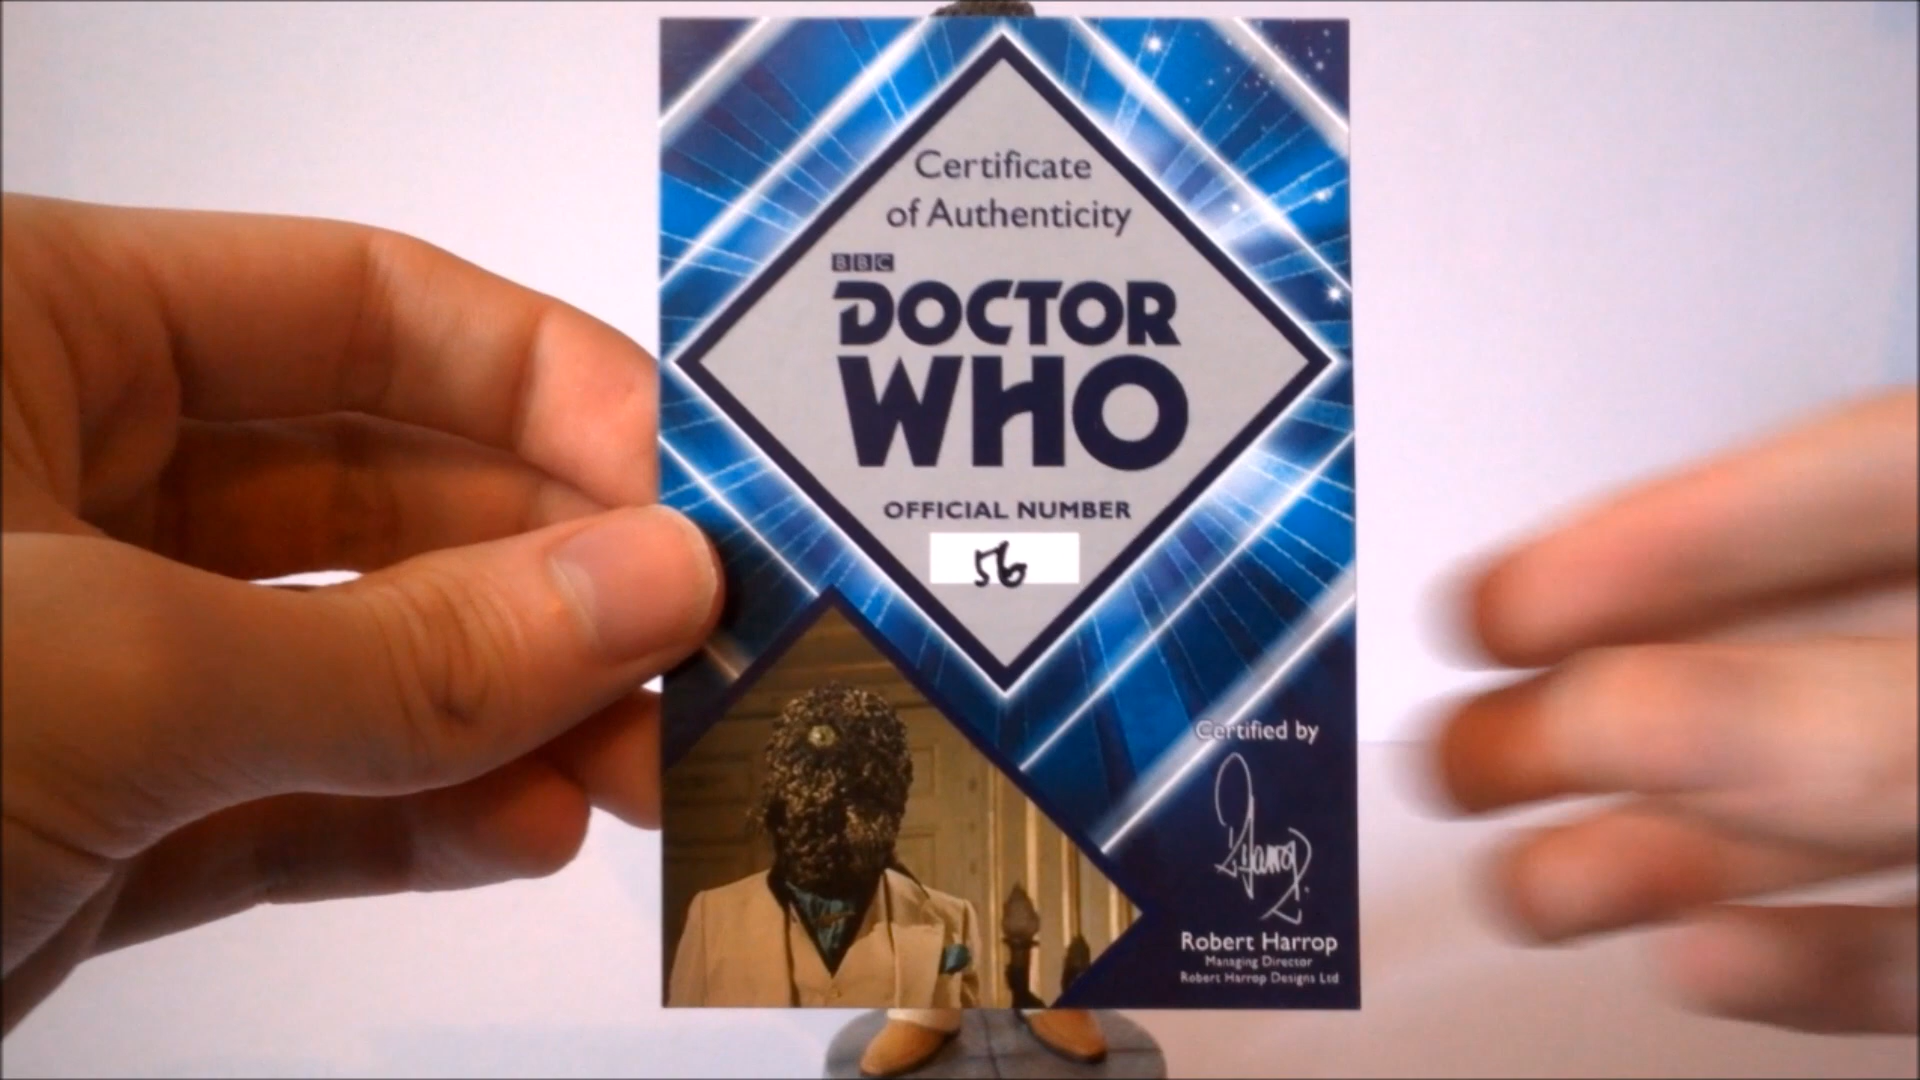 Certificate
of Authenticity
BBC
DOCTOR
WHO
OFFICIAL NUMBER
56
Certified by
R Harrop
Robert Harrop
Managing Director
Robert Harrop Designs Ltd